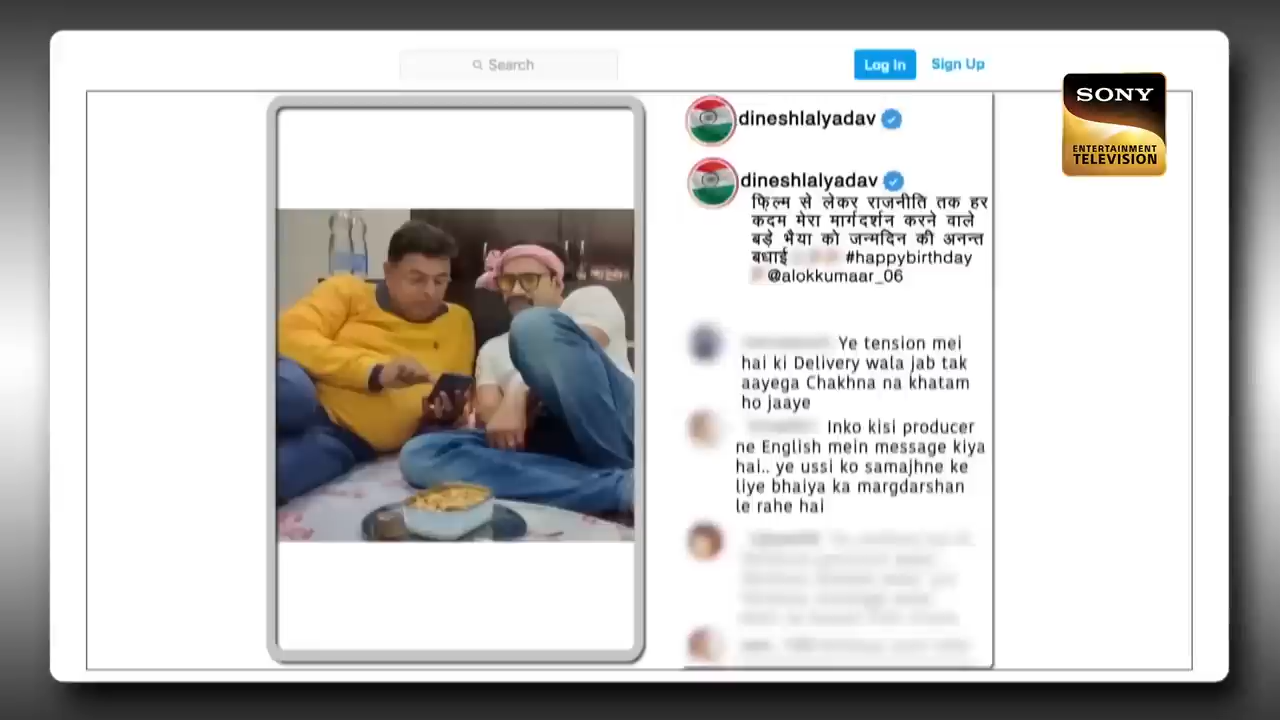 Search
Log In
Sign Up
SONY
ENTERTAINMENT
TELEVISION
dineshlalyadav
dineshlalyadav
फ़िल्म से लेकर राजनीति तक हर
कदम मेरा मार्गदर्शन करने वाले
बड़े भैया को जन्मदिन की अनन्त
बधाई #happybirthday
@alokkumaar_06
Ye tension mei
hai ki Delivery wala jab tak
aayega Chakhna na khatam
ho jaaye
Inko kisi producer
ne English mein message kiya
hai.. ye ussi ko samajhne ke
liye bhaiya ka margdarshan
le rahe hai